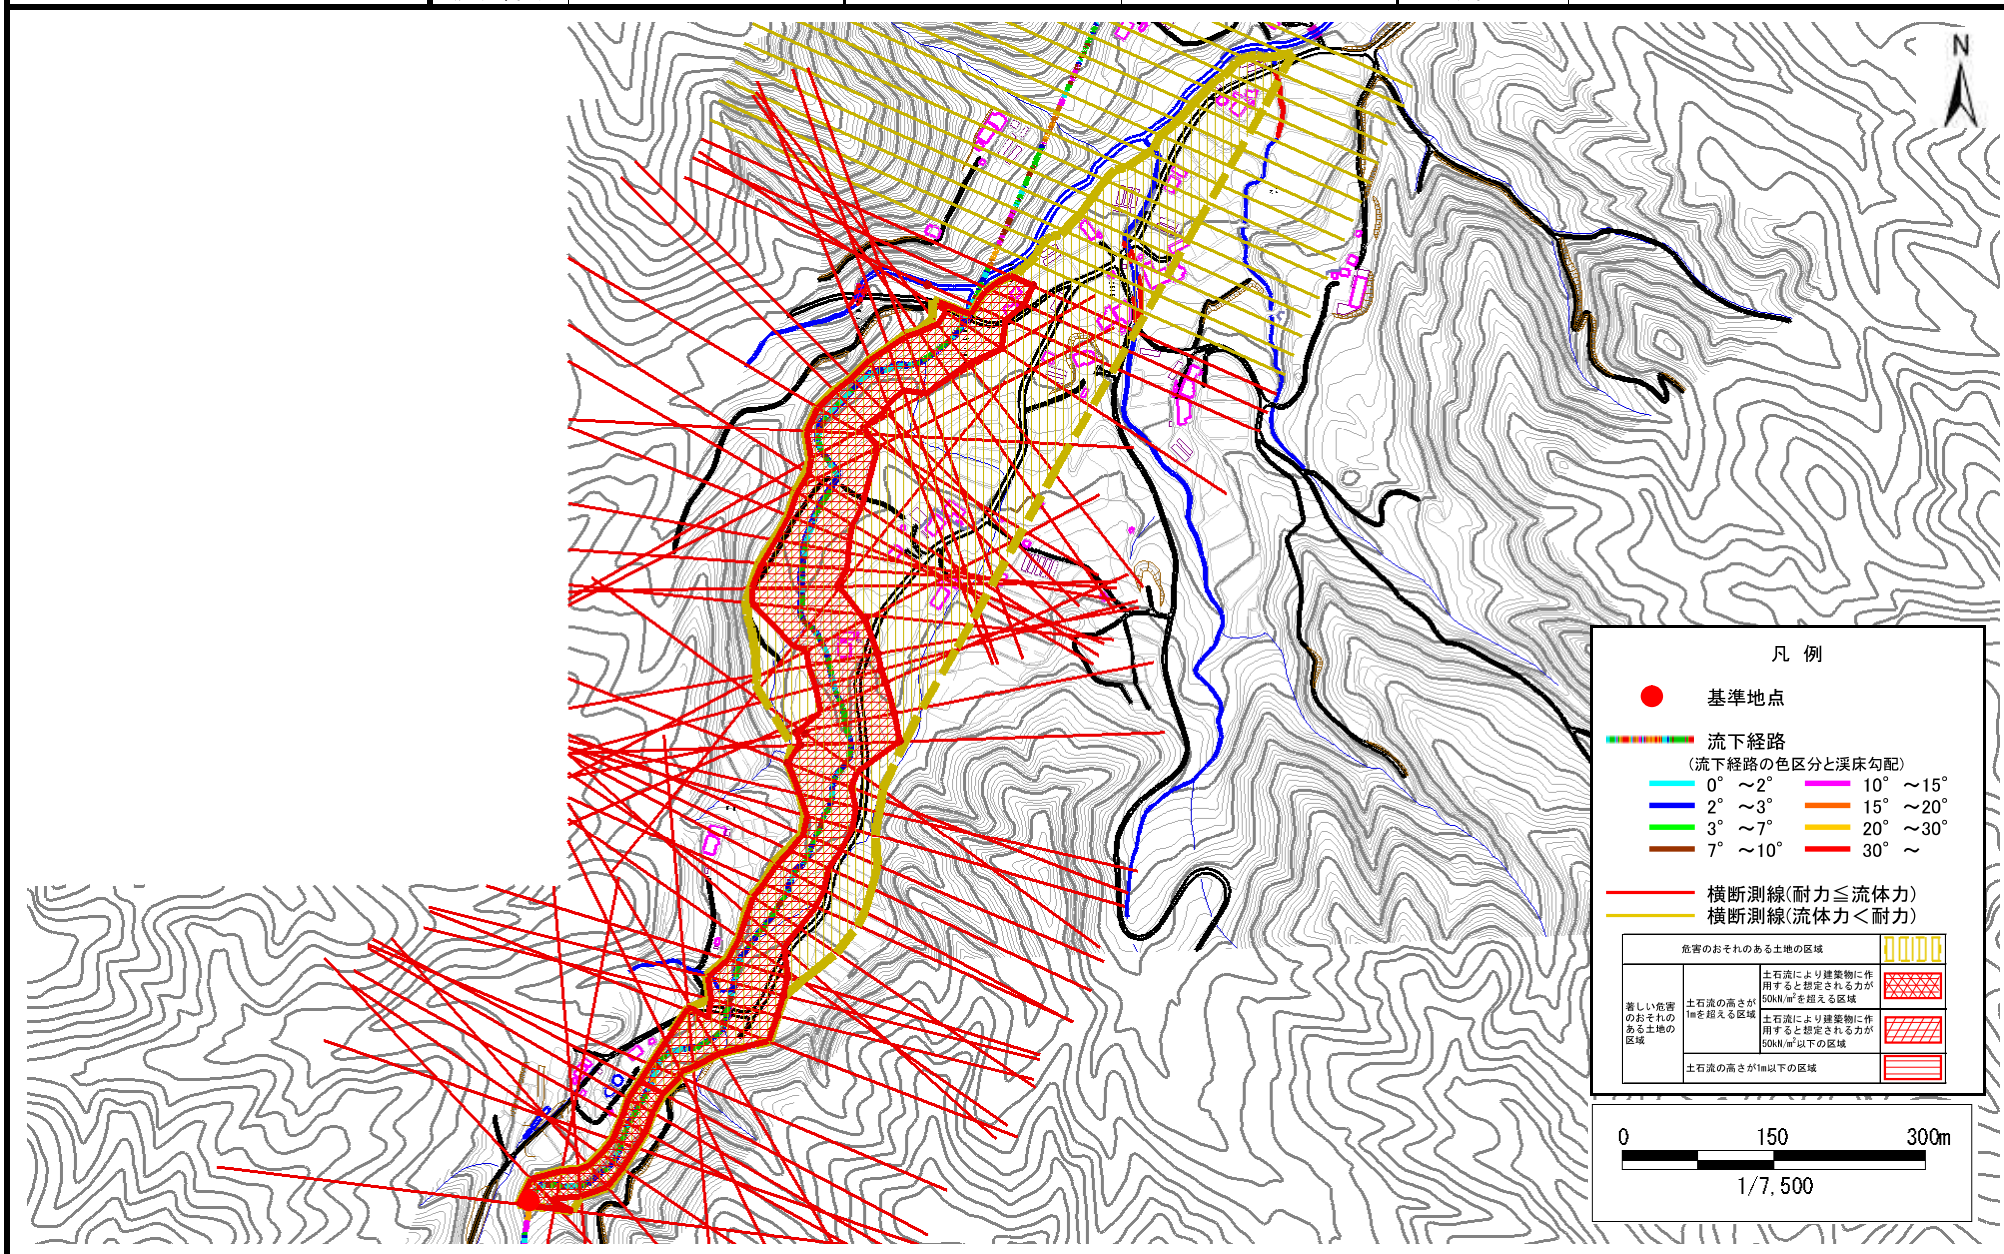 N
凡 例
基準地点
流下経路
(流下経路の色区分と渓床勾配)
0° ～2° 10° ～15°
2° ～3° 15° ～20°
3° ～7° 20° ～30°
7° ～10° 30° ～
横断測線(耐力≦流体力)
横断測線(流体力＜耐力)
危害のおそれのある土地の区域
著しい危害
のおそれの
ある土地の
区域
土石流の高さが
1mを超える区域
土石流により建築物に作
用すると想定される力が
50kN/m²を超える区域
土石流により建築物に作
用すると想定される力が
50kN/m²以下の区域
土石流の高さが1m以下の区域
0 150 300m
1/7,500